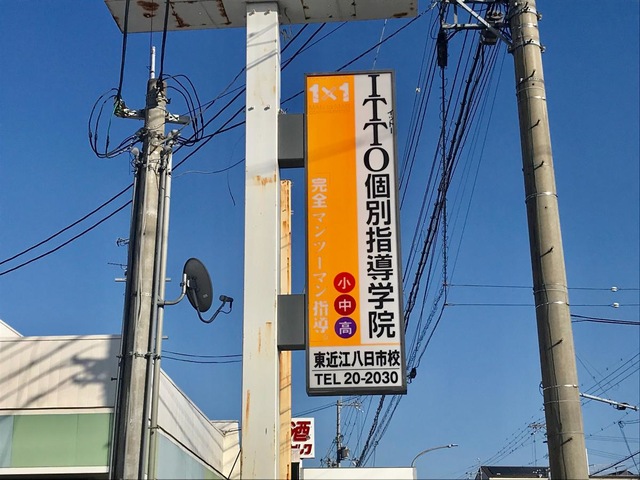 1×1
ITTO個別指導学院
完全マンツーマン指導
小
中
高
東近江八日市校
TEL 20-2030
酒